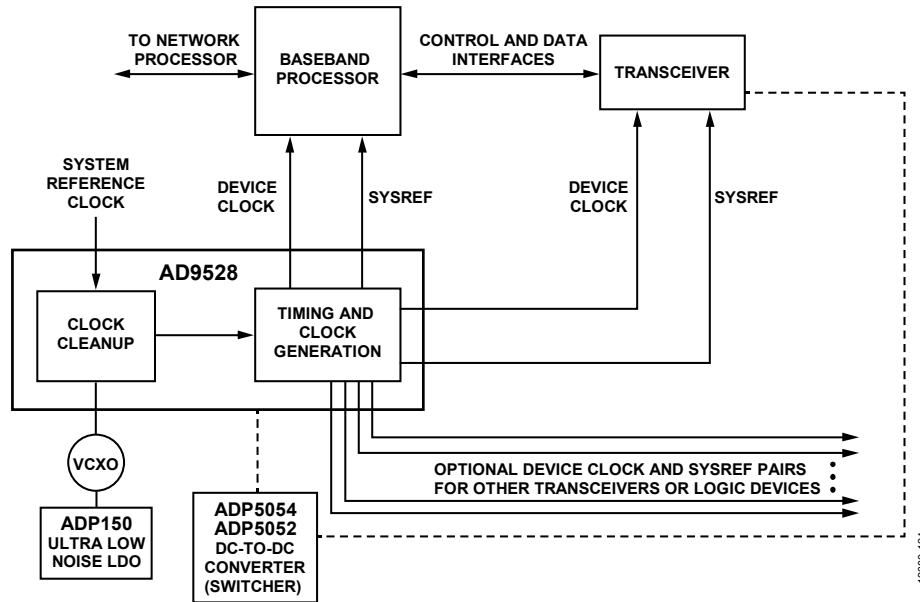 TO NETWORK
PROCESSOR
BASEBAND
PROCESSOR
CONTROL AND DATA
INTERFACES
TRANSCEIVER
SYSTEM
REFERENCE
CLOCK
DEVICE
CLOCK
SYSREF
DEVICE
CLOCK
SYSREF
AD9528
CLOCK
CLEANUP
TIMING AND
CLOCK
GENERATION
VCXO
OPTIONAL DEVICE CLOCK AND SYSREF PAIRS
FOR OTHER TRANSCEIVERS OR LOGIC DEVICES
ADP150
ULTRA LOW
NOISE LDO
ADP5054
ADP5052
DC-TO-DC
CONVERTER
(SWITCHER)